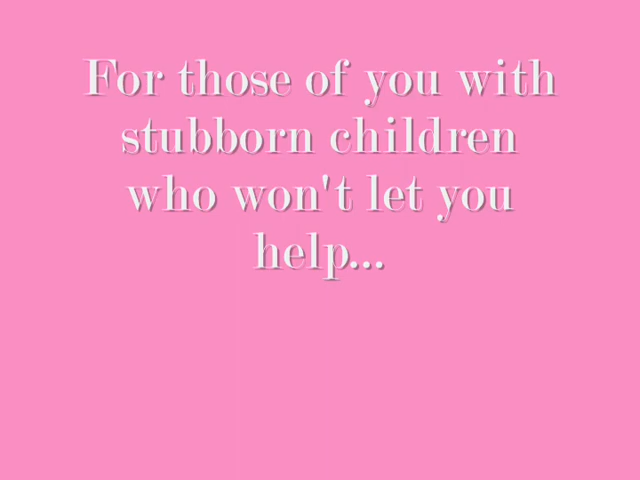 For those of you with
stubborn children
who won't let you
help...